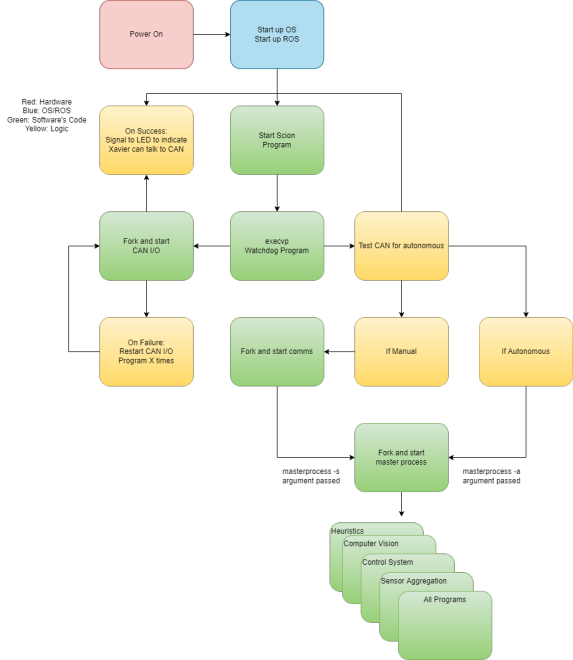 Power On
Start up OS
Start up ROS
Red: Hardware
Blue: OS/ROS
Green: Software's Code
Yellow: Logic
On Success:
Signal to LED to indicate
Xavier can talk to CAN
Start Scion
Program
Fork and start
CAN I/O
execvp
Watchdog Program
Test CAN for autonomous
On Failure:
Restart CAN I/O
Program X times
Fork and start comms
If Manual
If Autonomous
Fork and start
master process
masterprocess -s
argument passed
masterprocess -a
argument passed
Heuristics
Computer Vision
Control System
Sensor Aggregation
All Programs